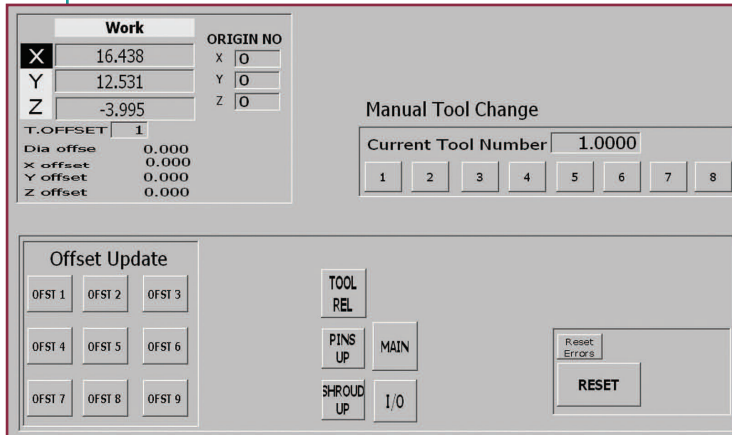 Work
ORIGIN NO
X 16.438 X 0
Y 12.531 Y 0
Z -3.995 Z 0
T.OFFSET 1
Dia offse 0.000
X offset 0.000
Y offset 0.000
Z offset 0.000
Manual Tool Change
Current Tool Number 1.0000
1 2 3 4 5 6 7 8
Offset Update
OFST 1 OFST 2 OFST 3
OFST 4 OFST 5 OFST 6
OFST 7 OFST 8 OFST 9
TOOL
REL
PINS
UP
MAIN
SHROUD
UP
I/O
Reset
Errors
RESET